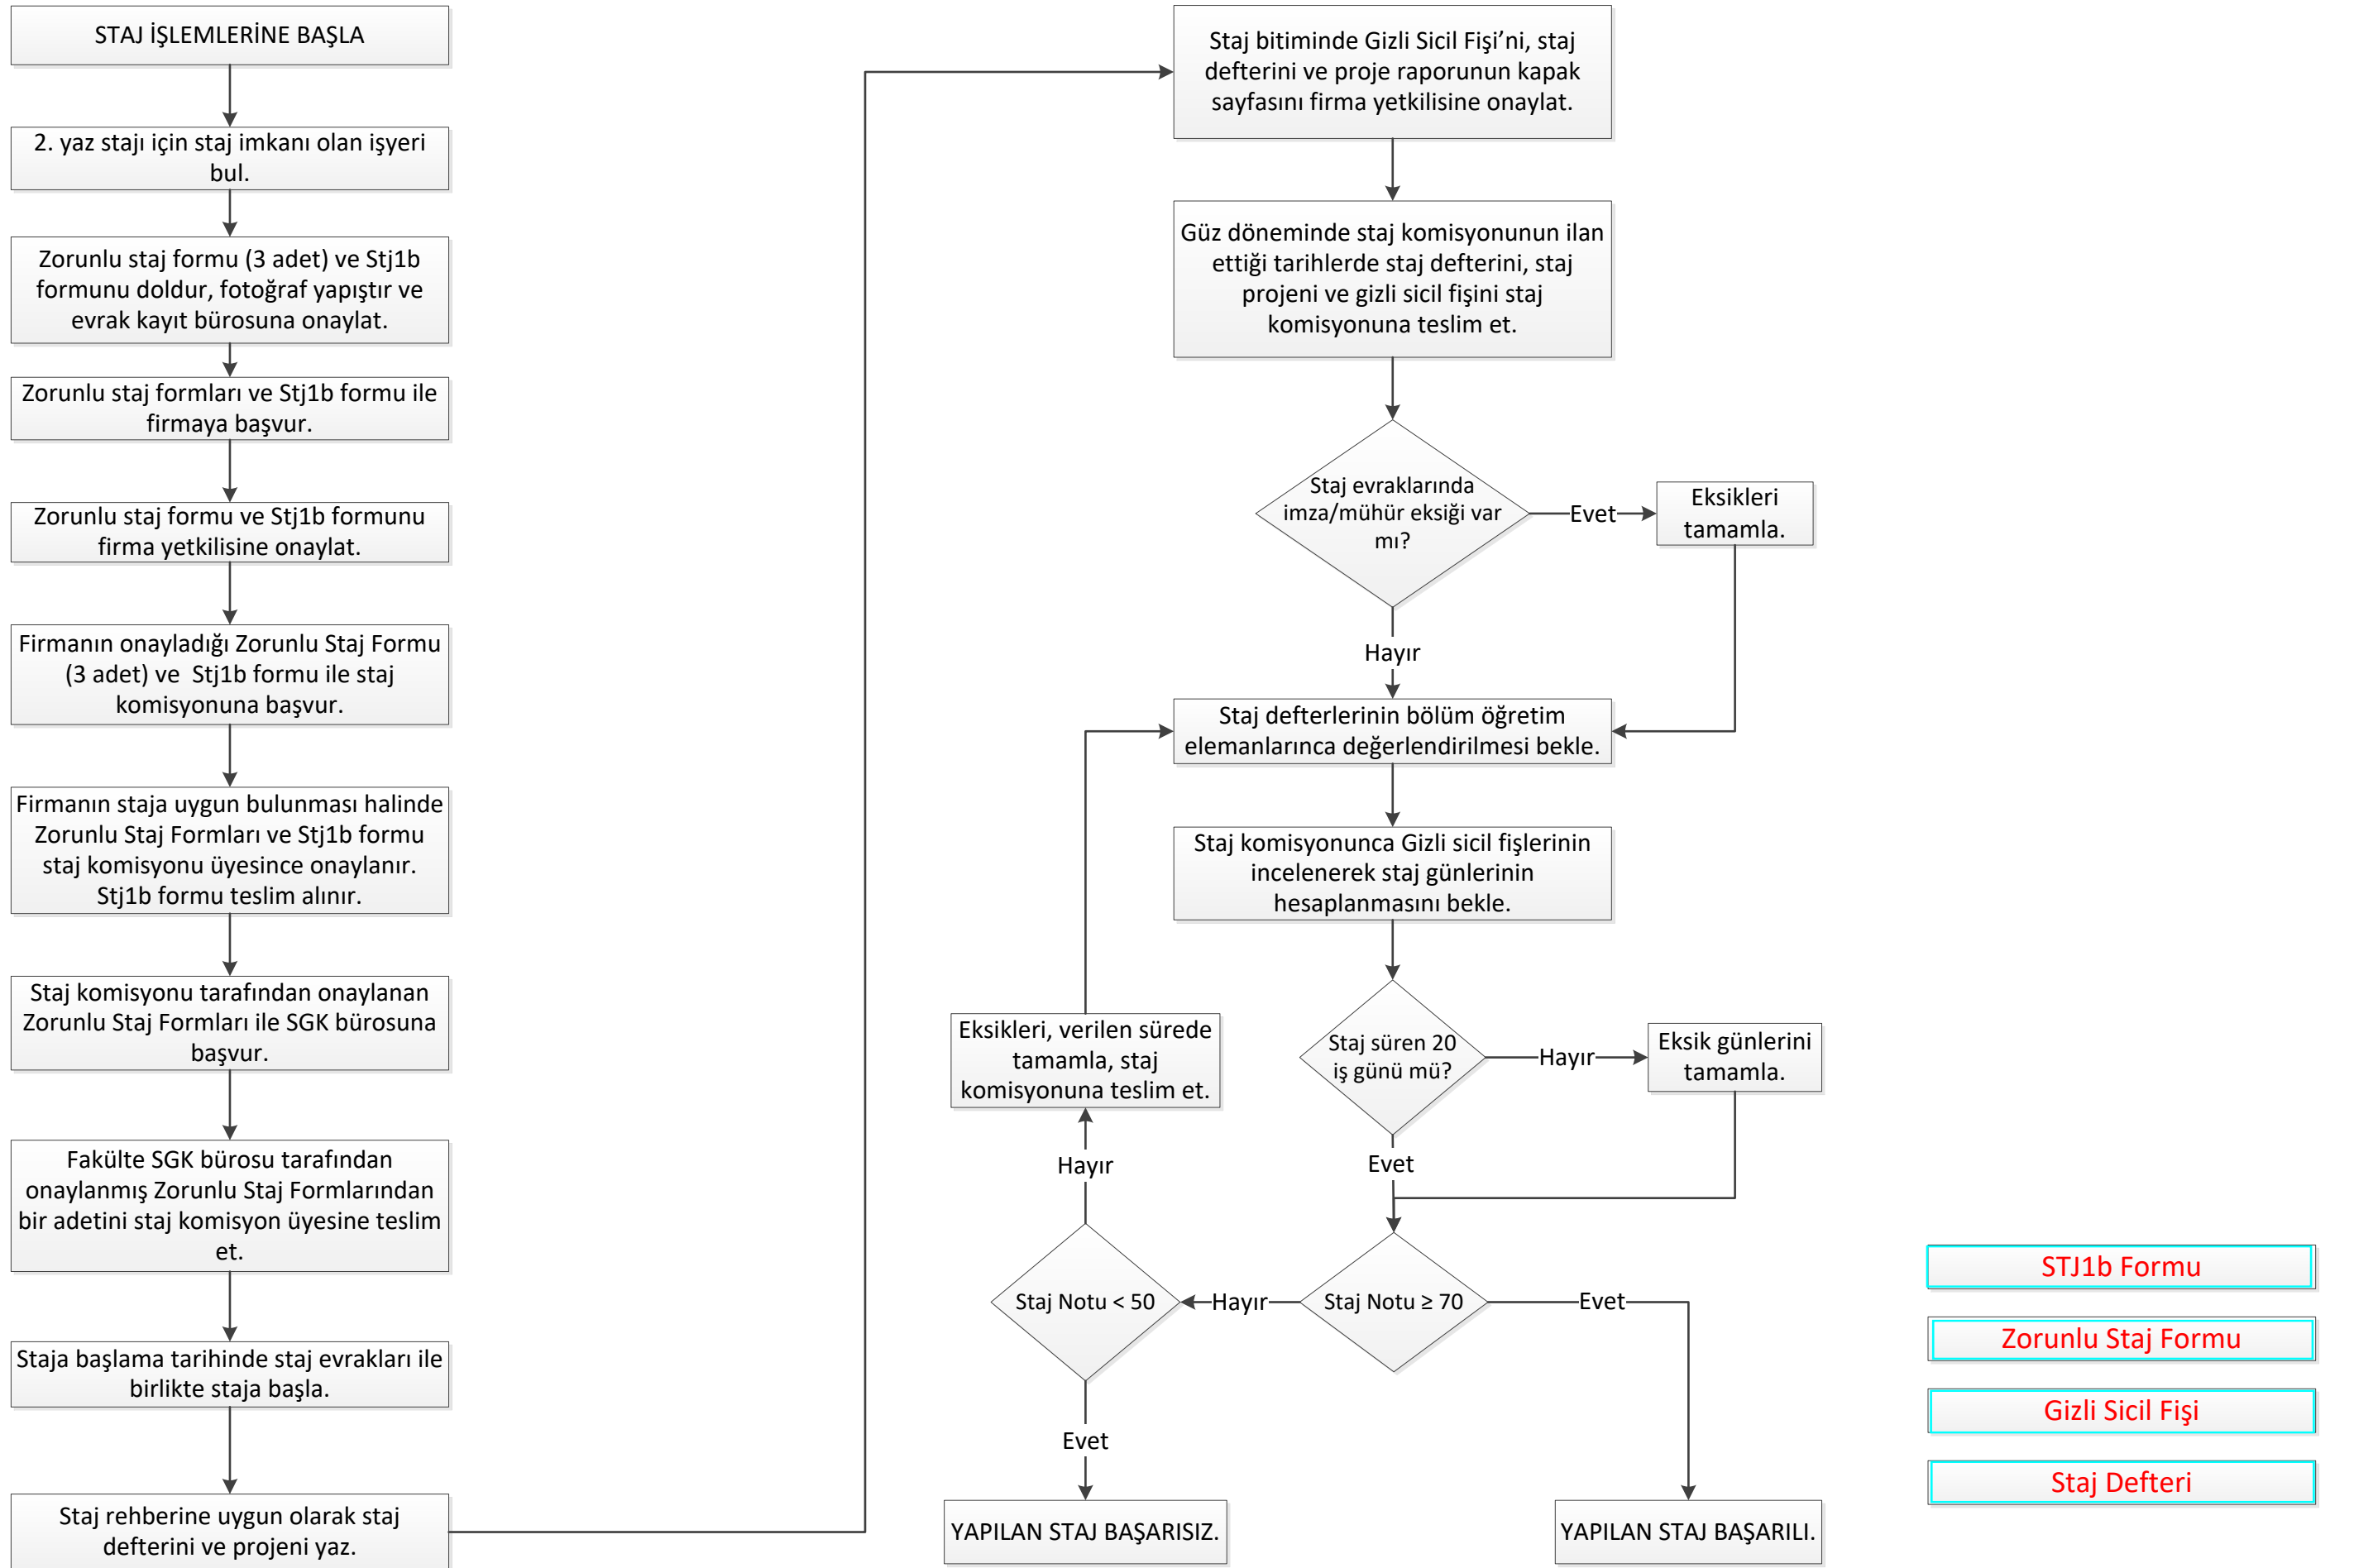 STAJ İŞLEMLERİNE BAŞLA
2. yaz stajı için staj imkanı olan işyeri
bul.
Zorunlu staj formu (3 adet) ve Stj1b
formunu doldur, fotoğraf yapıştır ve
evrak kayıt bürosuna onaylat.
Zorunlu staj formları ve Stj1b formu ile
firmaya başvur.
Zorunlu staj formu ve Stj1b formunu
firma yetkilisine onaylat.
Firmanın onayladığı Zorunlu Staj Formu
(3 adet) ve Stj1b formu ile staj
komisyonuna başvur.
Firmanın staja uygun bulunması halinde
Zorunlu Staj Formları ve Stj1b formu
staj komisyonu üyesince onaylanır.
Stj1b formu teslim alınır.
Staj komisyonu tarafından onaylanan
Zorunlu Staj Formları ile SGK bürosuna
başvur.
Fakülte SGK bürosu tarafından
onaylanmış Zorunlu Staj Formlarından
bir adetini staj komisyon üyesine teslim
et.
Staja başlama tarihinde staj evrakları ile
birlikte staja başla.
Staj rehberine uygun olarak staj
defterini ve projeni yaz.
Staj bitiminde Gizli Sicil Fişi’ni, staj
defterini ve proje raporunun kapak
sayfasını firma yetkilisine onaylat.
Güz döneminde staj komisyonunun ilan
ettiği tarihlerde staj defterini, staj
projeni ve gizli sicil fişini staj
komisyonuna teslim et.
Staj evraklarında
imza/mühür eksiği var
mı?
Evet
Eksikleri
tamamla.
Hayır
Staj defterlerinin bölüm öğretim
elemanlarınca değerlendirilmesi bekle.
Staj komisyonunca Gizli sicil fişlerinin
incelenerek staj günlerinin
hesaplanmasını bekle.
Staj süren 20
iş günü mü?
Hayır
Eksik günlerini
tamamla.
Evet
Eksikleri, verilen sürede
tamamla, staj
komisyonuna teslim et.
Hayır
Staj Notu < 50
Hayır
Staj Notu ≥ 70
Evet
Evet
YAPILAN STAJ BAŞARISIZ.
YAPILAN STAJ BAŞARILI.
STJ1b Formu
Zorunlu Staj Formu
Gizli Sicil Fişi
Staj Defteri